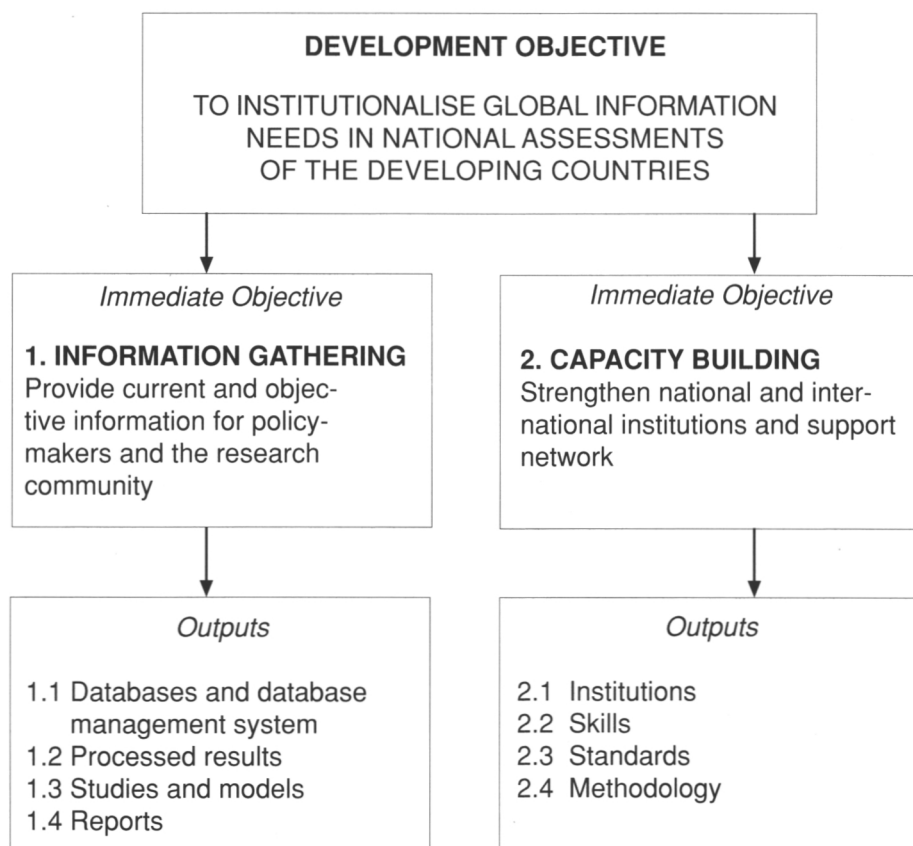 DEVELOPMENT OBJECTIVE
TO INSTITUTIONALISE GLOBAL INFORMATION
NEEDS IN NATIONAL ASSESSMENTS
OF THE DEVELOPING COUNTRIES
Immediate Objective
1. INFORMATION GATHERING
Provide current and objec-
tive information for policy-
makers and the research
community
Immediate Objective
2. CAPACITY BUILDING
Strengthen national and inter-
national institutions and support
network
Outputs
1.1 Databases and database
management system
1.2 Processed results
1.3 Studies and models
1.4 Reports
Outputs
2.1 Institutions
2.2 Skills
2.3 Standards
2.4 Methodology